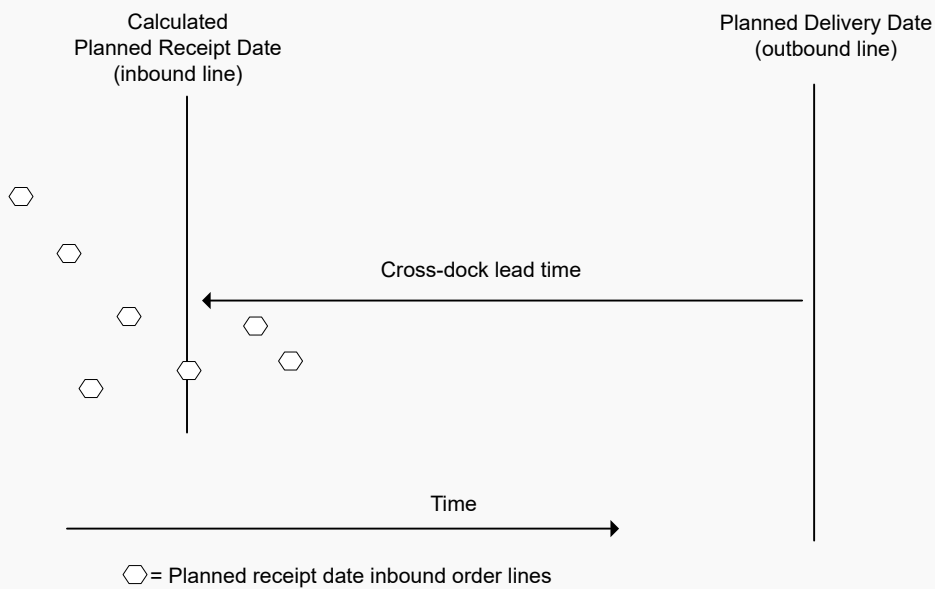 Calculated
Planned Receipt Date
(inbound line)
Planned Delivery Date
(outbound line)
Cross-dock lead time
Time
= Planned receipt date inbound order lines